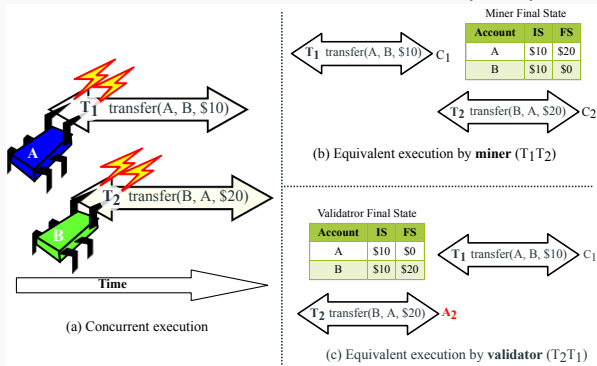 T1 transfer(A, B, $10)
A
T2 transfer(B, A, $20)
B
Time
(a) Concurrent execution
Miner Final State
Account IS FS
A $10 $20
B $10 $0
T1 transfer(A, B, $10) C1
T2 transfer(B, A, $20) C2
(b) Equivalent execution by miner (T1T2)
Validatror Final State
Account IS FS
A $10 $0
B $10 $20
T1 transfer(A, B, $10) C1
T2 transfer(B, A, $20) A2
(c) Equivalent execution by validator (T2T1)